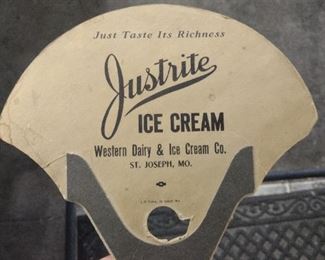 Just Taste Its Richness
Justrite
ICE CREAM
Western Dairy & Ice Cream Co.
ST. JOSEPH, MO.